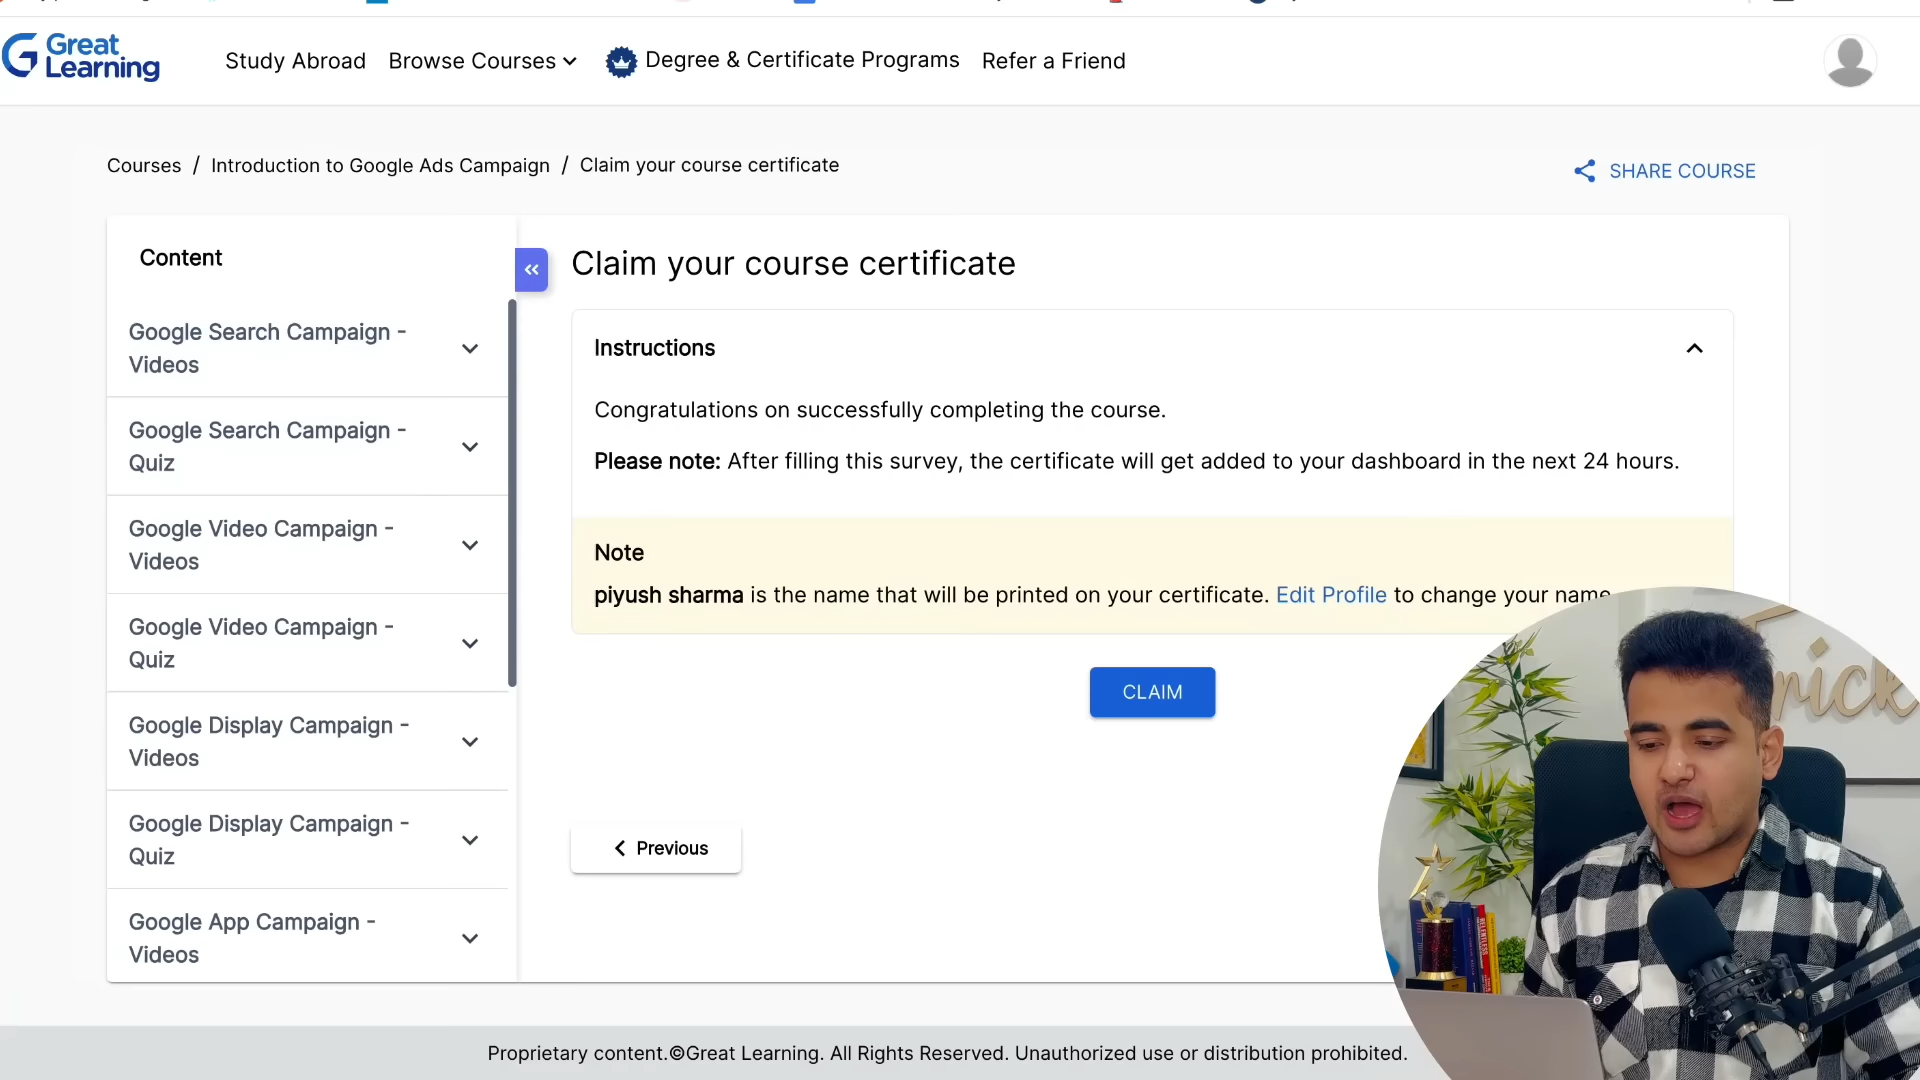 Great
Learning
Study Abroad Browse Courses Degree & Certificate Programs Refer a Friend
Courses / Introduction to Google Ads Campaign / Claim your course certificate
SHARE COURSE
Content
Google Search Campaign -
Videos
Google Search Campaign -
Quiz
Google Video Campaign -
Videos
Google Video Campaign -
Quiz
Google Display Campaign -
Videos
Google Display Campaign -
Quiz
Google App Campaign -
Videos
Claim your course certificate
Instructions
Congratulations on successfully completing the course.
Please note: After filling this survey, the certificate will get added to your dashboard in the next 24 hours.
Note
piyush sharma is the name that will be printed on your certificate. Edit Profile to change your name
CLAIM
Previous
Proprietary content.©Great Learning. All Rights Reserved. Unauthorized use or distribution prohibited.